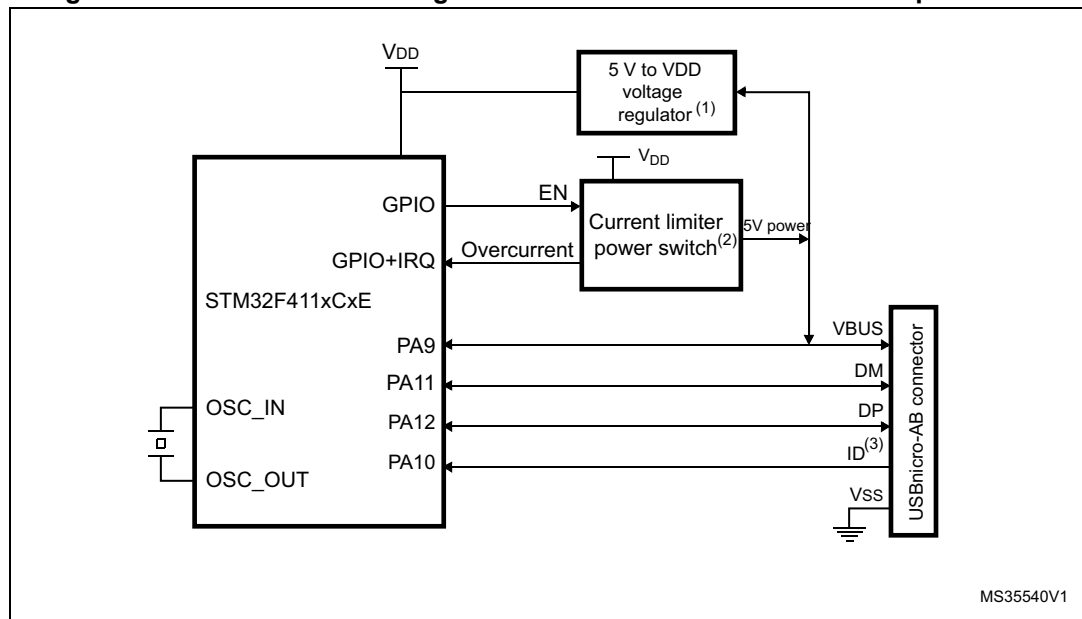 VDD
5 V to VDD
voltage
regulator (1)
VDD
GPIO
EN
Current limiter
power switch(2)
5V power
GPIO+IRQ
Overcurrent
STM32F411xCxE
PA9
VBUS
PA11
DM
OSC_IN
PA12
DP
PA10
ID(3)
OSC_OUT
VSS
USBnicro-AB connector
MS35540V1